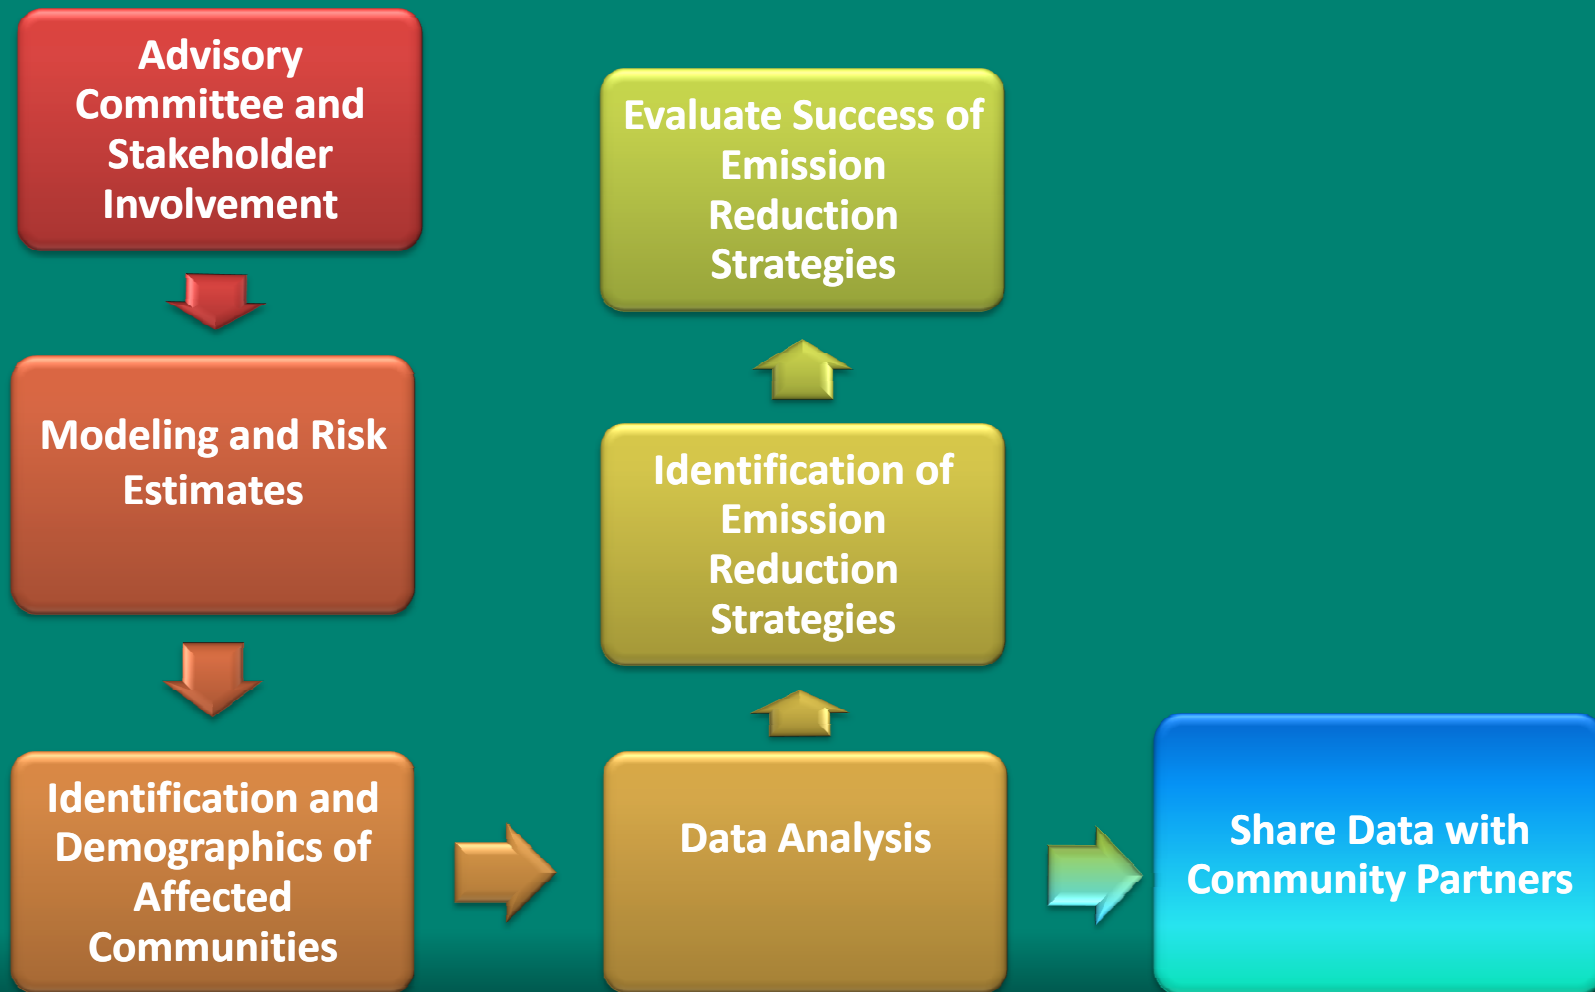 Advisory
Committee and
Stakeholder
Involvement
Modeling and Risk
Estimates
Identification and
Demographics of
Affected
Communities
Data Analysis
Identification of
Emission
Reduction
Strategies
Evaluate Success of
Emission
Reduction
Strategies
Share Data with
Community Partners